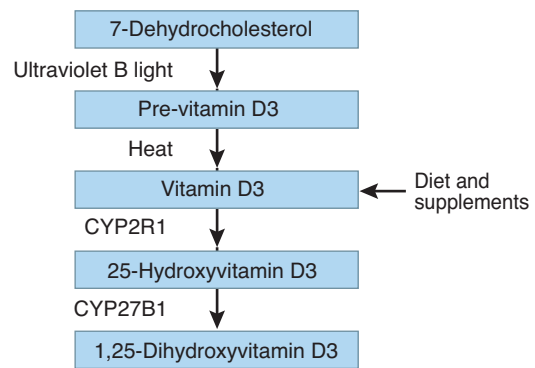 7-Dehydrocholesterol
Ultraviolet B light
Pre-vitamin D3
Heat
Vitamin D3
Diet and
supplements
CYP2R1
25-Hydroxyvitamin D3
CYP27B1
1,25-Dihydroxyvitamin D3